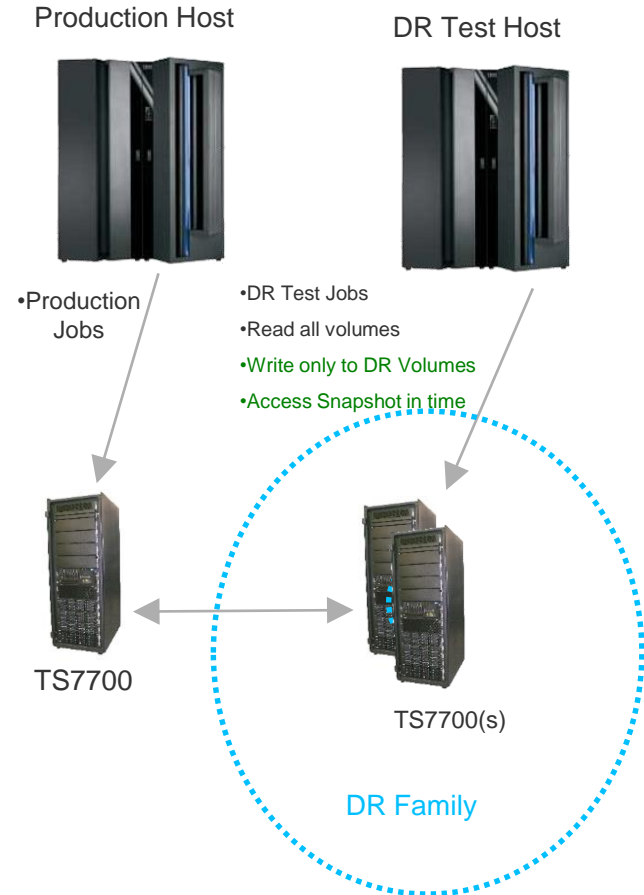 Production Host
DR Test Host
•Production
Jobs
•DR Test Jobs
•Read all volumes
•Write only to DR Volumes
•Access Snapshot in time
TS7700
TS7700(s)
DR Family